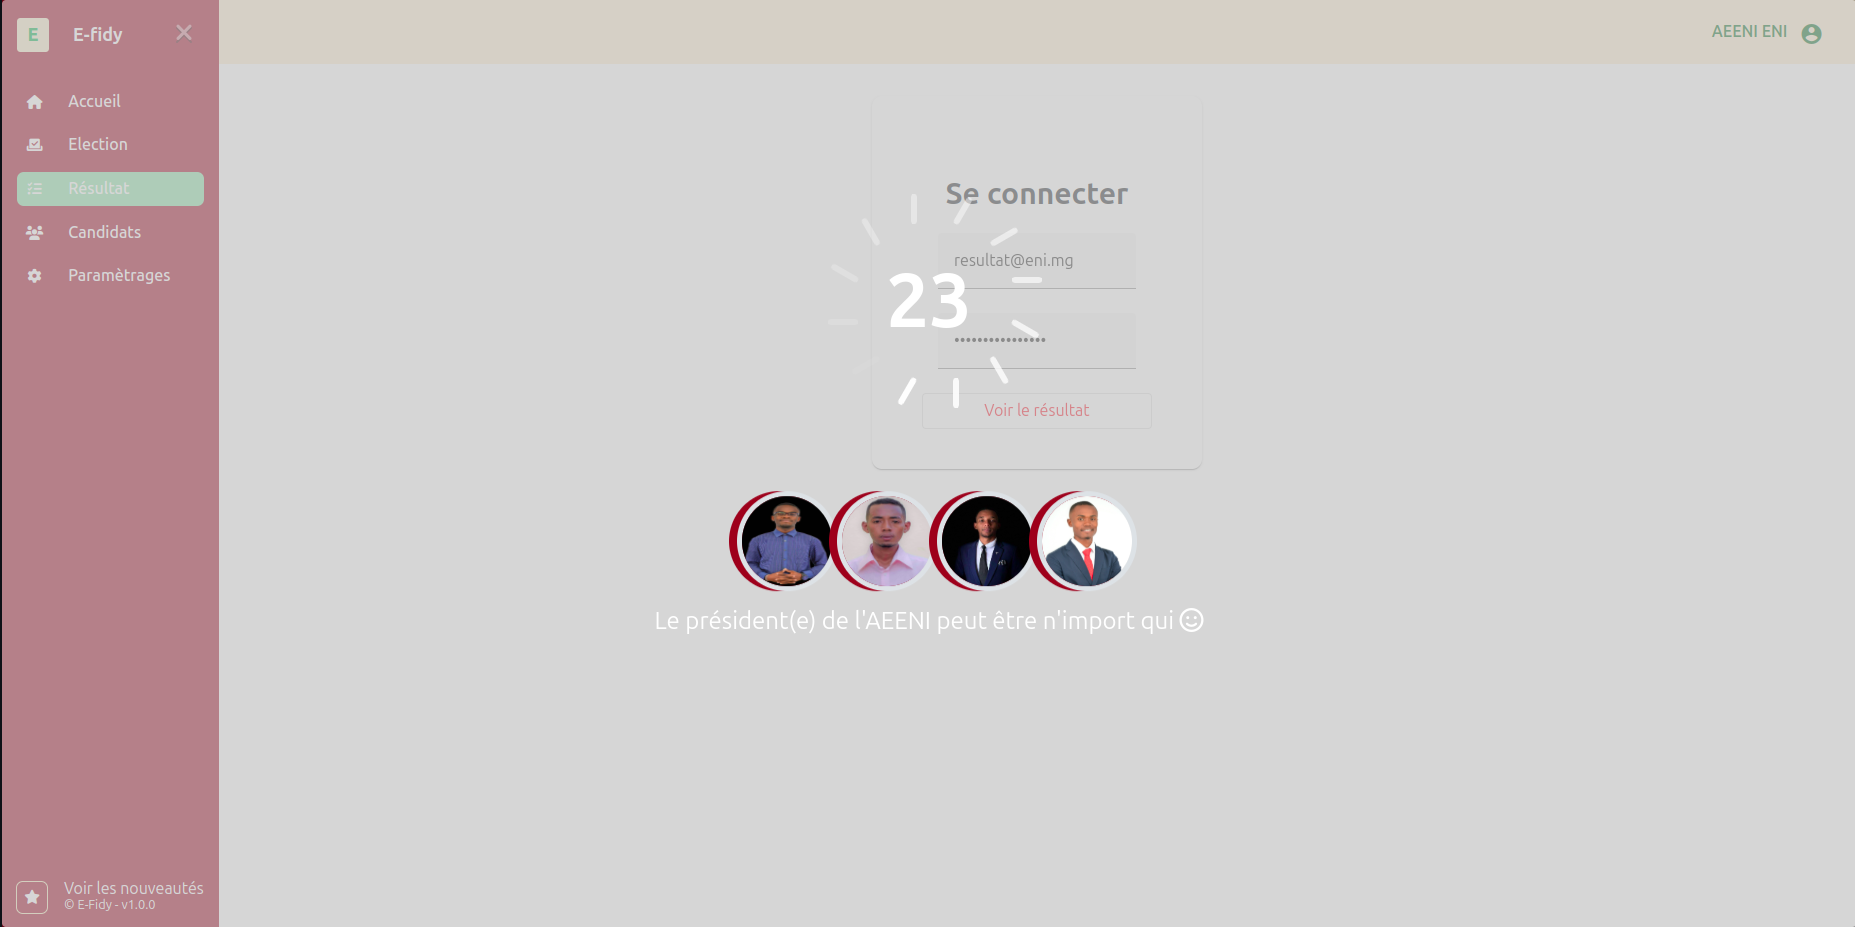 E E-fidy
AEENI ENI
Accueil
Election
Résultat
Candidats
Paramètrages
Se connecter
resultat@eni.mg
23
••••••••••••••••
Voir le résultat
Le président(e) de l'AEENI peut être n'import qui
Voir les nouveautés
© E-Fidy - v1.0.0